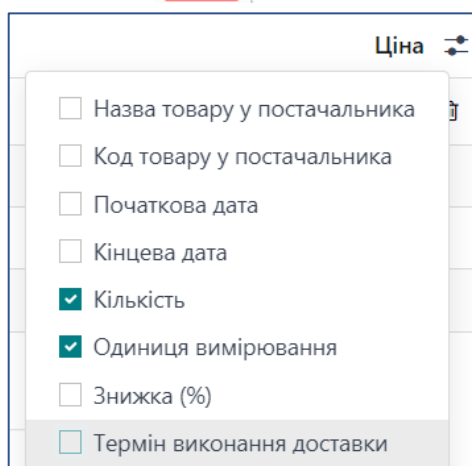 Ціна
Назва товару у постачальника
Код товару у постачальника
Початкова дата
Кінцева дата
Кількість
Одиниця вимірювання
Знижка (%)
Термін виконання доставки